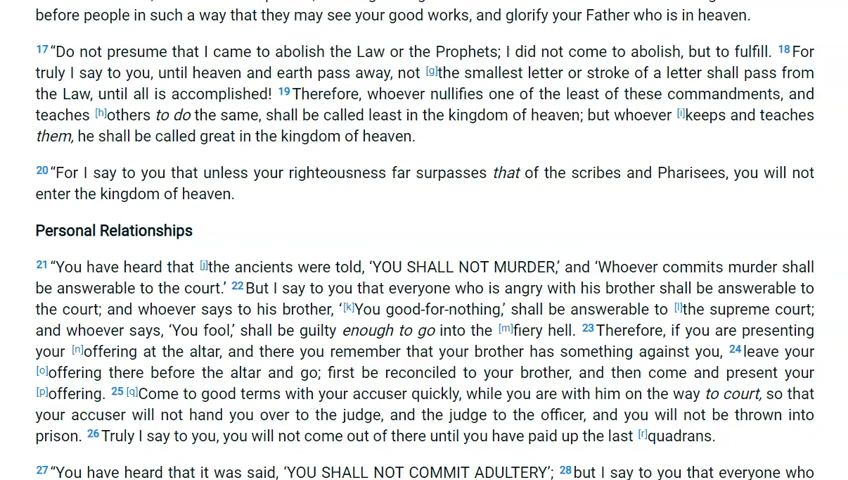 before people in such a way that they may see your good works, and glorify your Father who is in heaven.
17 “Do not presume that I came to abolish the Law or the Prophets; I did not come to abolish, but to fulfill. 18 For
truly I say to you, until heaven and earth pass away, not [g]the smallest letter or stroke of a letter shall pass from
the Law, until all is accomplished! 19 Therefore, whoever nullifies one of the least of these commandments, and
teaches [h]others to do the same, shall be called least in the kingdom of heaven; but whoever [i]keeps and teaches
them, he shall be called great in the kingdom of heaven.
20 “For I say to you that unless your righteousness far surpasses that of the scribes and Pharisees, you will not
enter the kingdom of heaven.
Personal Relationships
21 “You have heard that [j]the ancients were told, ‘YOU SHALL NOT MURDER,’ and ‘Whoever commits murder shall
be answerable to the court.’ 22 But I say to you that everyone who is angry with his brother shall be answerable to
the court; and whoever says to his brother, ‘[k]You good-for-nothing,’ shall be answerable to [l]the supreme court;
and whoever says, ‘You fool,’ shall be guilty enough to go into the [m]fiery hell. 23 Therefore, if you are presenting
your [n]offering at the altar, and there you remember that your brother has something against you, 24 leave your
[o]offering there before the altar and go; first be reconciled to your brother, and then come and present your
[p]offering. 25 [q]Come to good terms with your accuser quickly, while you are with him on the way to court, so that
your accuser will not hand you over to the judge, and the judge to the officer, and you will not be thrown into
prison. 26 Truly I say to you, you will not come out of there until you have paid up the last [r]quadrans.
27 “You have heard that it was said, ‘YOU SHALL NOT COMMIT ADULTERY’; 28 but I say to you that everyone who